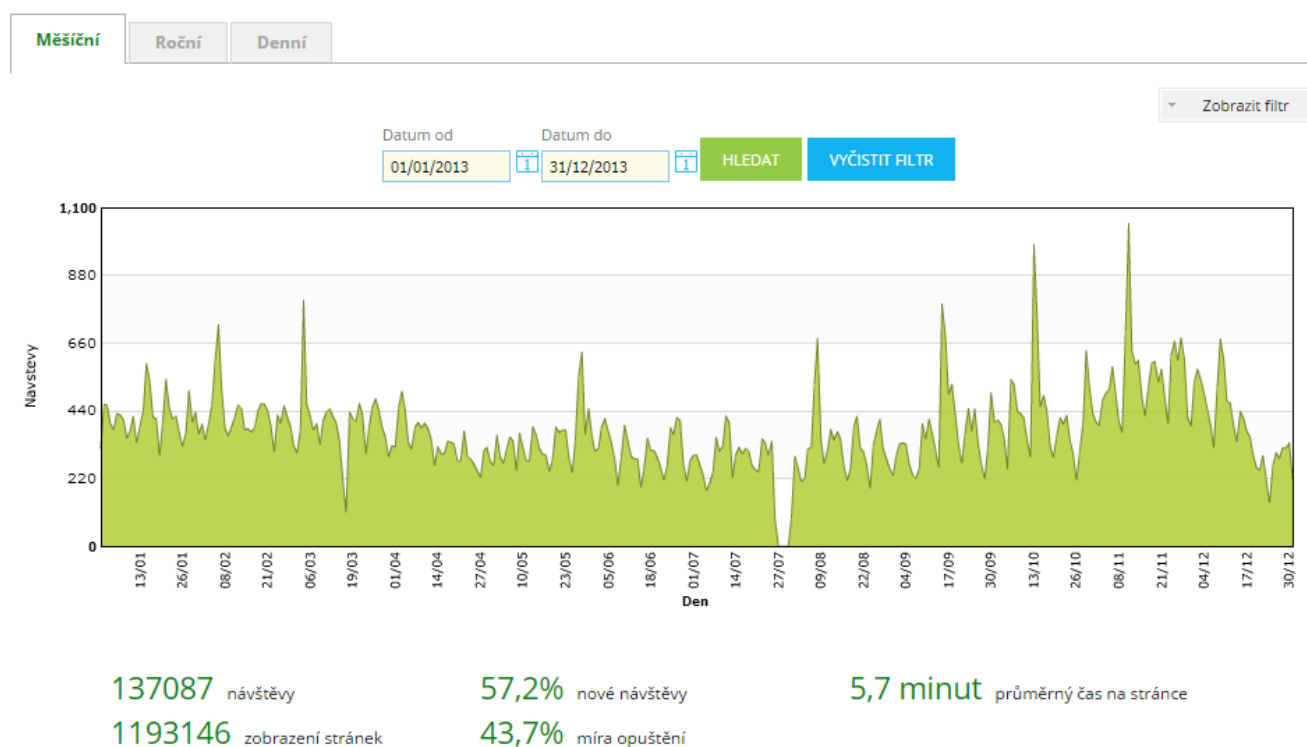 Měsíční Roční Denní
Zobrazit filtr
Datum od Datum do
01/01/2013 1 31/12/2013 1 HLEDAT VYČISTIT FILTR
1,100
880
660
440
220
0
Navstevy
13/01 26/01 08/02 21/02 06/03 19/03 01/04 14/04 27/04 10/05 23/05 05/06 18/06 01/07 14/07 27/07 09/08 22/08 04/09 17/09 30/09 13/10 26/10 08/11 21/11 04/12 17/12 30/12
Den
137087 návštěvy 57,2% nové návštěvy 5,7 minut průměrný čas na stránce
1193146 zobrazení stránek 43,7% míra opuštění